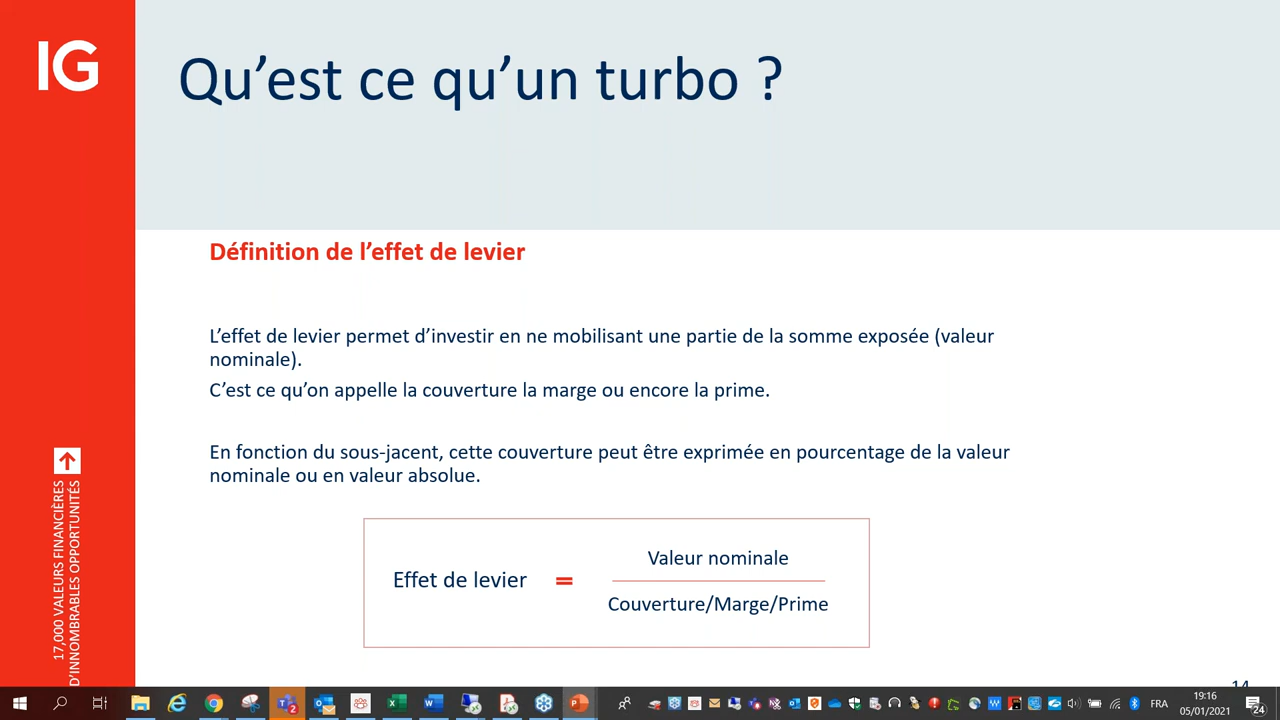 IG
Qu’est ce qu’un turbo ?
Définition de l’effet de levier
L’effet de levier permet d’investir en ne mobilisant une partie de la somme exposée (valeur
nominale).
C’est ce qu’on appelle la couverture la marge ou encore la prime.
En fonction du sous-jacent, cette couverture peut être exprimée en pourcentage de la valeur
nominale ou en valeur absolue.
Effet de levier = Valeur nominale
Couverture/Marge/Prime
17,000 VALEURS FINANCIÈRES
D’INNOMBRABLES OPPORTUNITÉS
14
FRA
19:16
05/01/2021
24
2